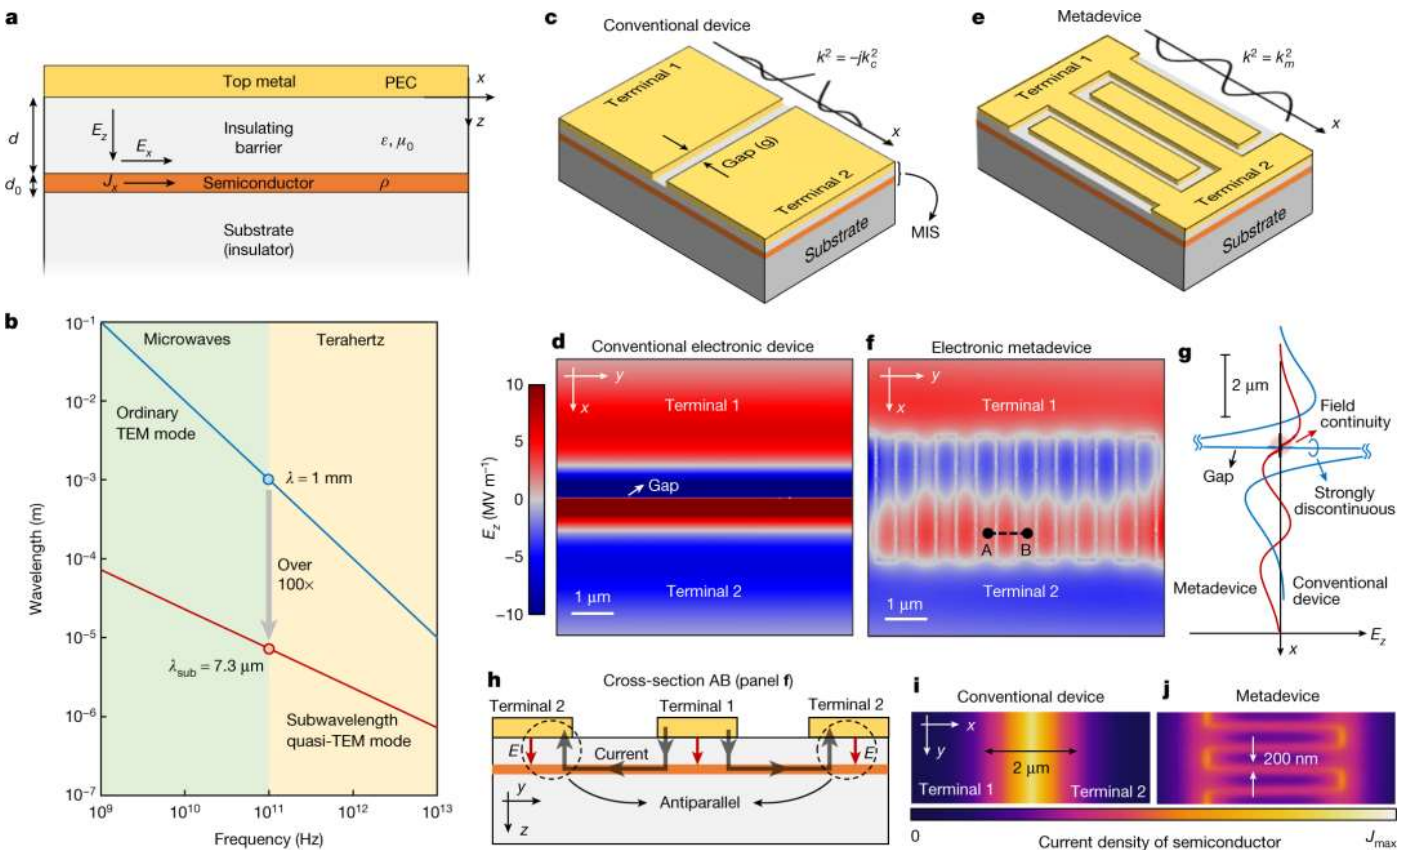 a
Top metal
PEC
x
z
d
E_z
E_x
Insulating
barrier
ε, μ_0
d_0
J_x
Semiconductor
ρ
Substrate
(insulator)
b
10^−1
10^−2
10^−3
10^−4
10^−5
10^−6
10^−7
Wavelength (m)
Microwaves
Terahertz
Ordinary
TEM mode
λ = 1 mm
Over
100×
λ_sub = 7.3 μm
Subwavelength
quasi-TEM mode
10^9
10^10
10^11
10^12
10^13
Frequency (Hz)
c
Conventional device
k^2 = −jk_c^2
Terminal 1
x
Gap (g)
Terminal 2
MIS
Substrate
e
Metadevice
k^2 = k_m^2
Terminal 1
x
Terminal 2
Substrate
d
Conventional electronic device
10
5
0
−5
−10
E_z (MV m^−1)
y
x
Terminal 1
Gap
Terminal 2
1 μm
f
Electronic metadevice
y
x
Terminal 1
A
B
Terminal 2
1 μm
g
2 μm
Field
continuity
Gap
Strongly
discontinuous
Metadevice
Conventional
device
E_z
x
h
Cross-section AB (panel f)
Terminal 2
Terminal 1
Terminal 2
E
Current
E
y
z
Antiparallel
i
Conventional device
x
y
2 μm
Terminal 1
Terminal 2
j
Metadevice
200 nm
0
Current density of semiconductor
J_max